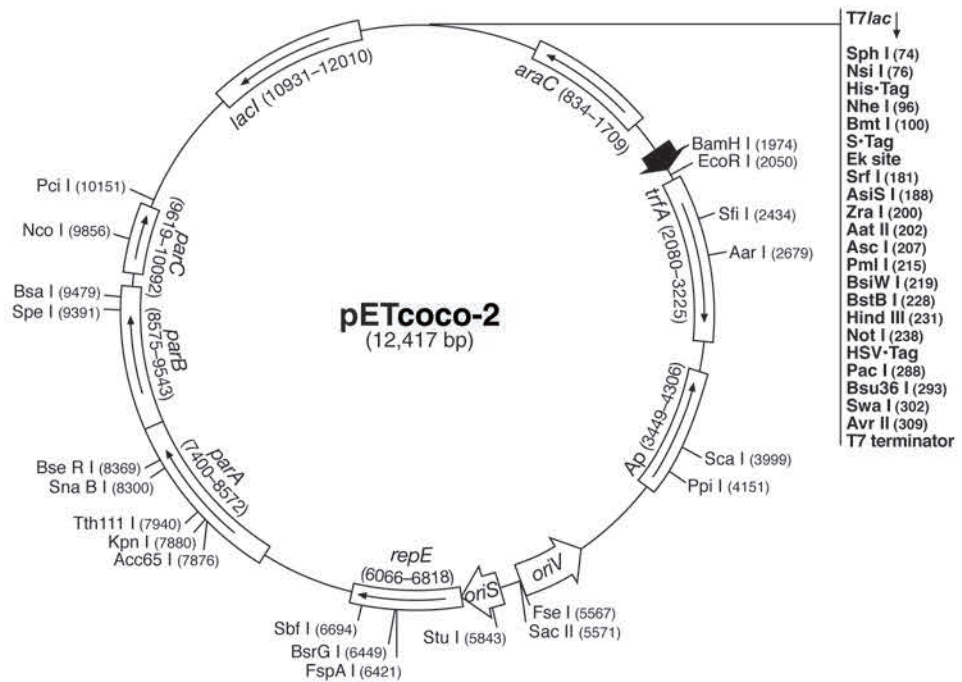 T7lac
Sph I (74)
Nsi I (76)
His•Tag
Nhe I (96)
Bmt I (100)
S•Tag
Ek site
Srf I (181)
AsiS I (188)
Zra I (200)
Aat II (202)
Asc I (207)
Pml I (215)
BsiW I (219)
BstB I (228)
Hind III (231)
Not I (238)
HSV•Tag
Pac I (288)
Bsu36 I (293)
Swa I (302)
Avr II (309)
T7 terminator
araC (834–1709)
BamH I (1974)
EcoR I (2050)
trfA (2080–3225)
Sfi I (2434)
Aar I (2679)
Ap (3449–4306)
Sca I (3999)
Ppi I (4151)
oriV
Fse I (5567)
Sac II (5571)
oriS
Stu I (5843)
repE
(6066–6818)
FspA I (6421)
BsrG I (6449)
Sbf I (6694)
parA
(7400–8572)
Acc65 I (7876)
Kpn I (7880)
Tth111 I (7940)
Sna B I (8300)
Bse R I (8369)
parB
(8575–9543)
Spe I (9391)
Bsa I (9479)
parC
(9619–10092)
Nco I (9856)
Pci I (10151)
lacI (10931–12010)
pETcoco-2
(12,417 bp)